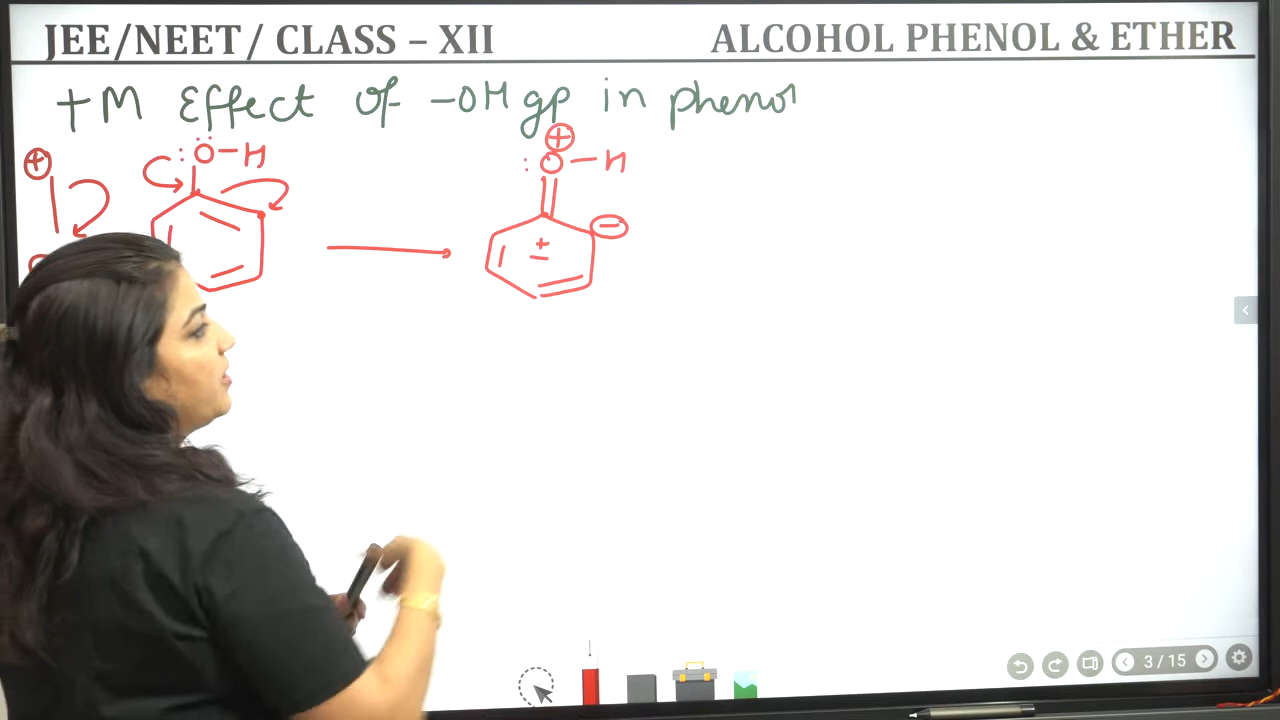 JEE/NEET/ CLASS – XII
ALCOHOL PHENOL & ETHER
+M Effect of -OH gp in phenol
+
:Ö-H
+
:O-H
-
+
-
3 / 15